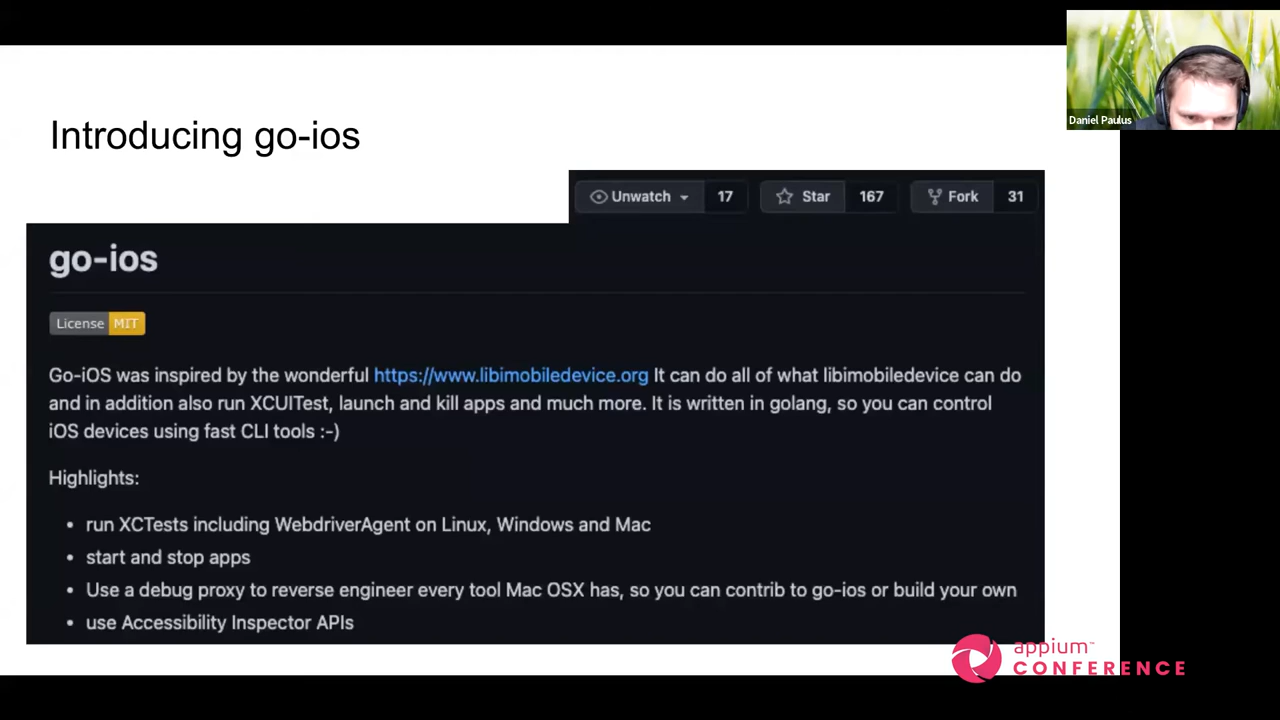 Daniel Paulus
Introducing go-ios
Unwatch 17 Star 167 Fork 31
go-ios
License MIT
Go-iOS was inspired by the wonderful https://www.libimobiledevice.org It can do all of what libimobiledevice can do
and in addition also run XCUITest, launch and kill apps and much more. It is written in golang, so you can control
iOS devices using fast CLI tools :-)
Highlights:
• run XCTests including WebdriverAgent on Linux, Windows and Mac
• start and stop apps
• Use a debug proxy to reverse engineer every tool Mac OSX has, so you can contrib to go-ios or build your own
• use Accessibility Inspector APIs
appium™
CONFERENCE